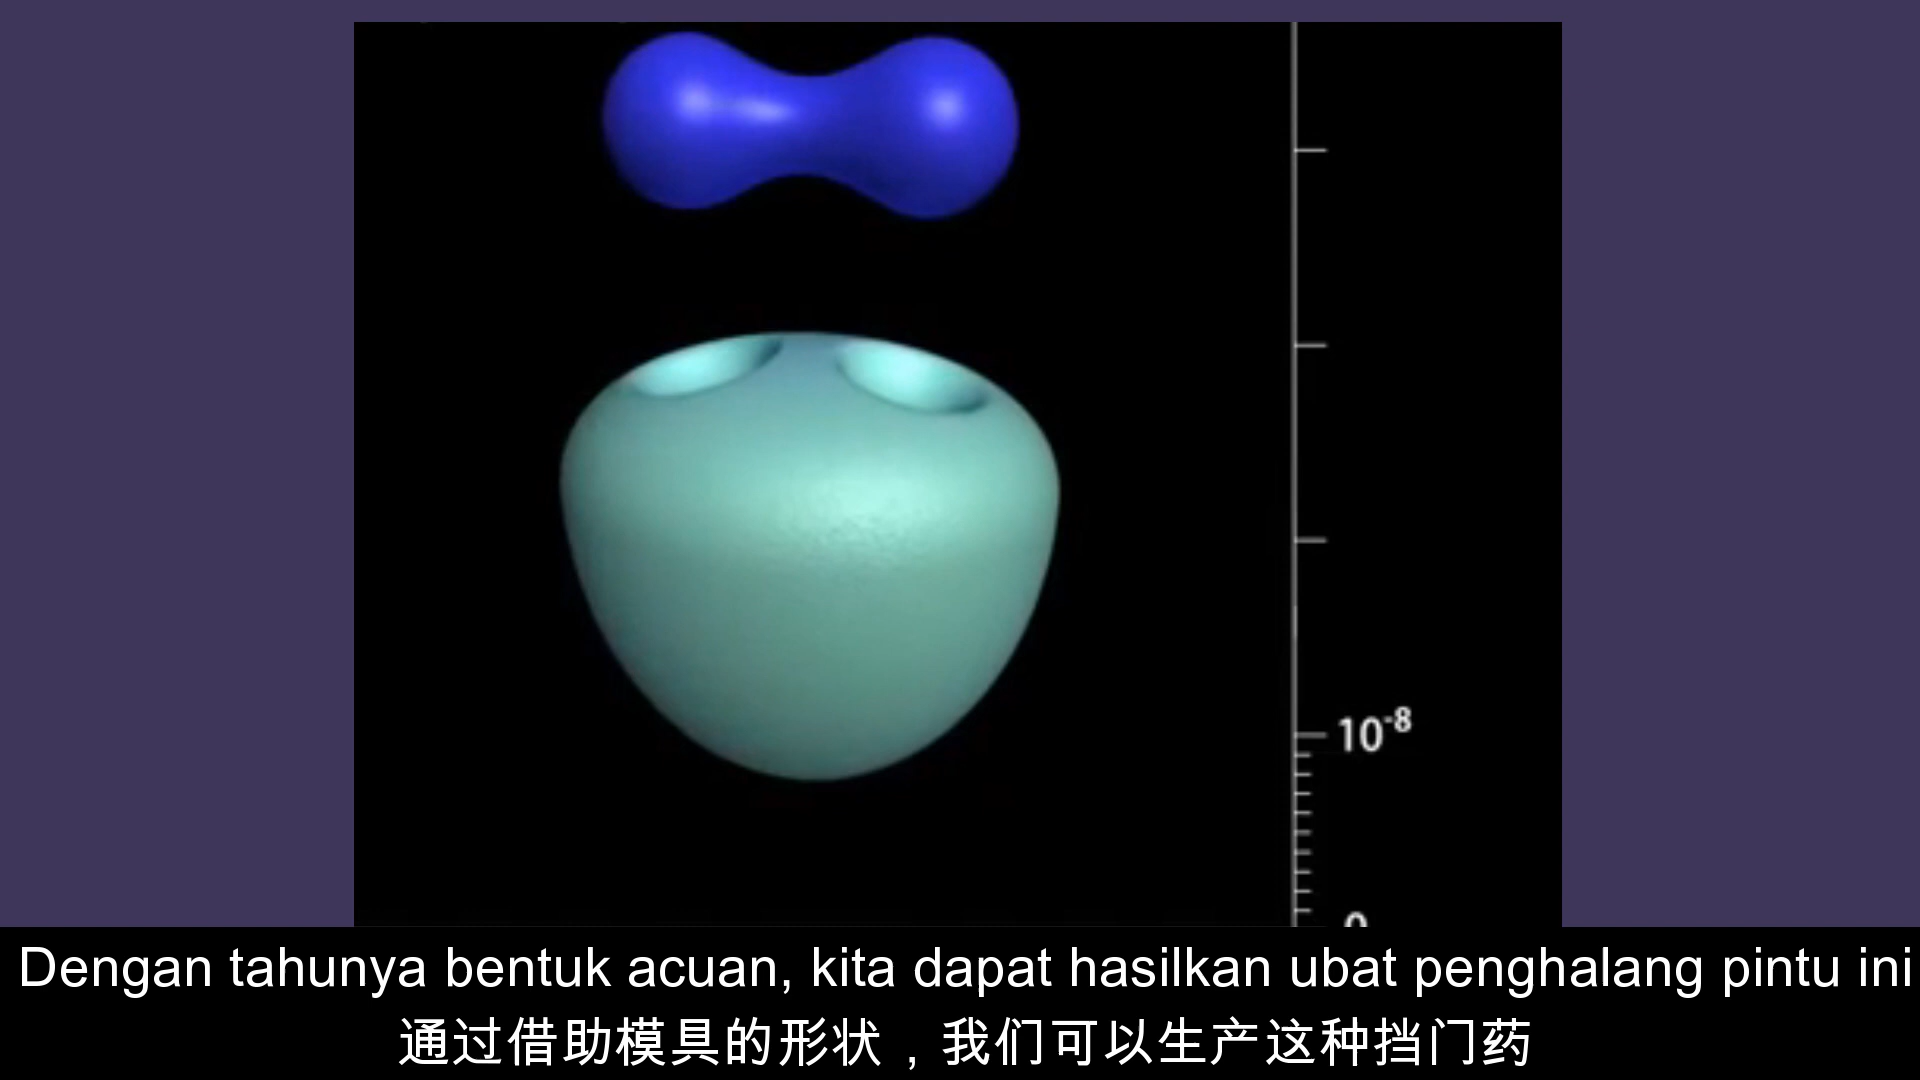 10⁻⁸
0
Dengan tahunya bentuk acuan, kita dapat hasilkan ubat penghalang pintu ini
通过借助模具的形状，我们可以生产这种挡门药